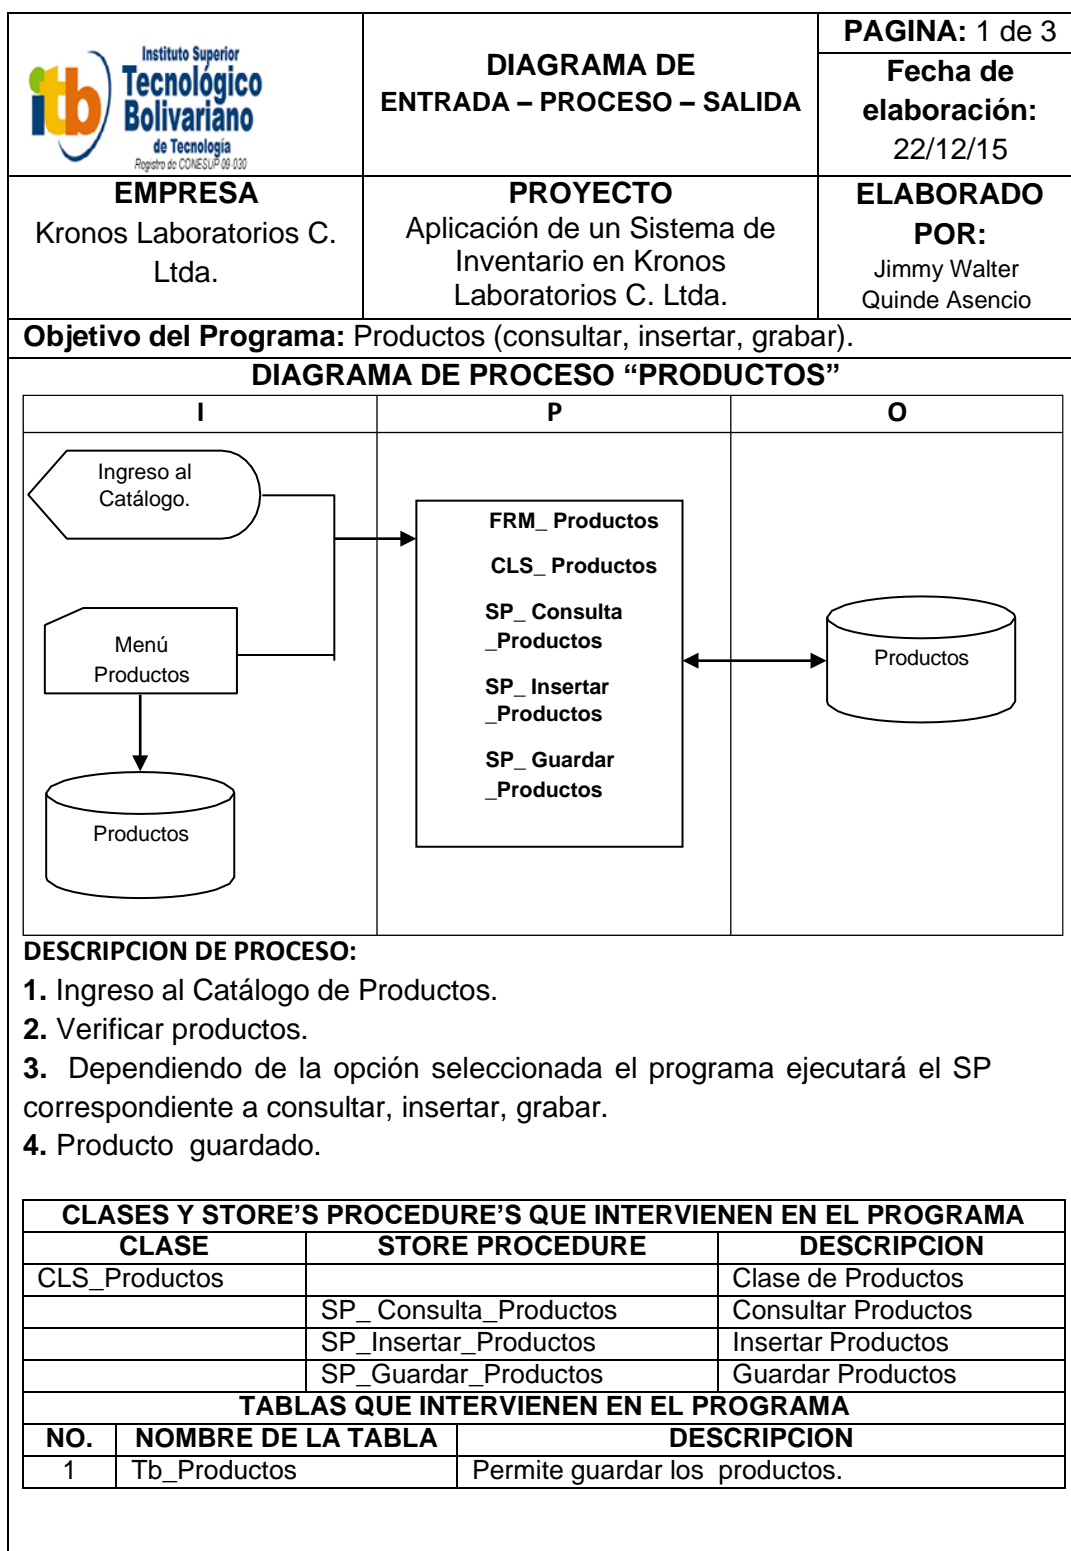 Instituto Superior
Tecnológico
Bolivariano
de Tecnología
Registro de CONESUP 09-030
itb
DIAGRAMA DE
ENTRADA – PROCESO – SALIDA
PAGINA: 1 de 3
Fecha de
elaboración:
22/12/15
EMPRESA
Kronos Laboratorios C.
Ltda.
PROYECTO
Aplicación de un Sistema de
Inventario en Kronos
Laboratorios C. Ltda.
ELABORADO
POR:
Jimmy Walter
Quinde Asencio
Objetivo del Programa: Productos (consultar, insertar, grabar).
DIAGRAMA DE PROCESO “PRODUCTOS”
I
P
O
Ingreso al
Catálogo.
Menú
Productos
Productos
FRM_ Productos
CLS_ Productos
SP_ Consulta
_Productos
SP_ Insertar
_Productos
SP_ Guardar
_Productos
Productos
DESCRIPCION DE PROCESO:
1. Ingreso al Catálogo de Productos.
2. Verificar productos.
3. Dependiendo de la opción seleccionada el programa ejecutará el SP
correspondiente a consultar, insertar, grabar.
4. Producto guardado.
CLASES Y STORE’S PROCEDURE’S QUE INTERVIENEN EN EL PROGRAMA
CLASE STORE PROCEDURE DESCRIPCION
CLS_Productos Clase de Productos
SP_ Consulta_Productos Consultar Productos
SP_Insertar_Productos Insertar Productos
SP_Guardar_Productos Guardar Productos
TABLAS QUE INTERVIENEN EN EL PROGRAMA
NO. NOMBRE DE LA TABLA DESCRIPCION
1 Tb_Productos Permite guardar los productos.